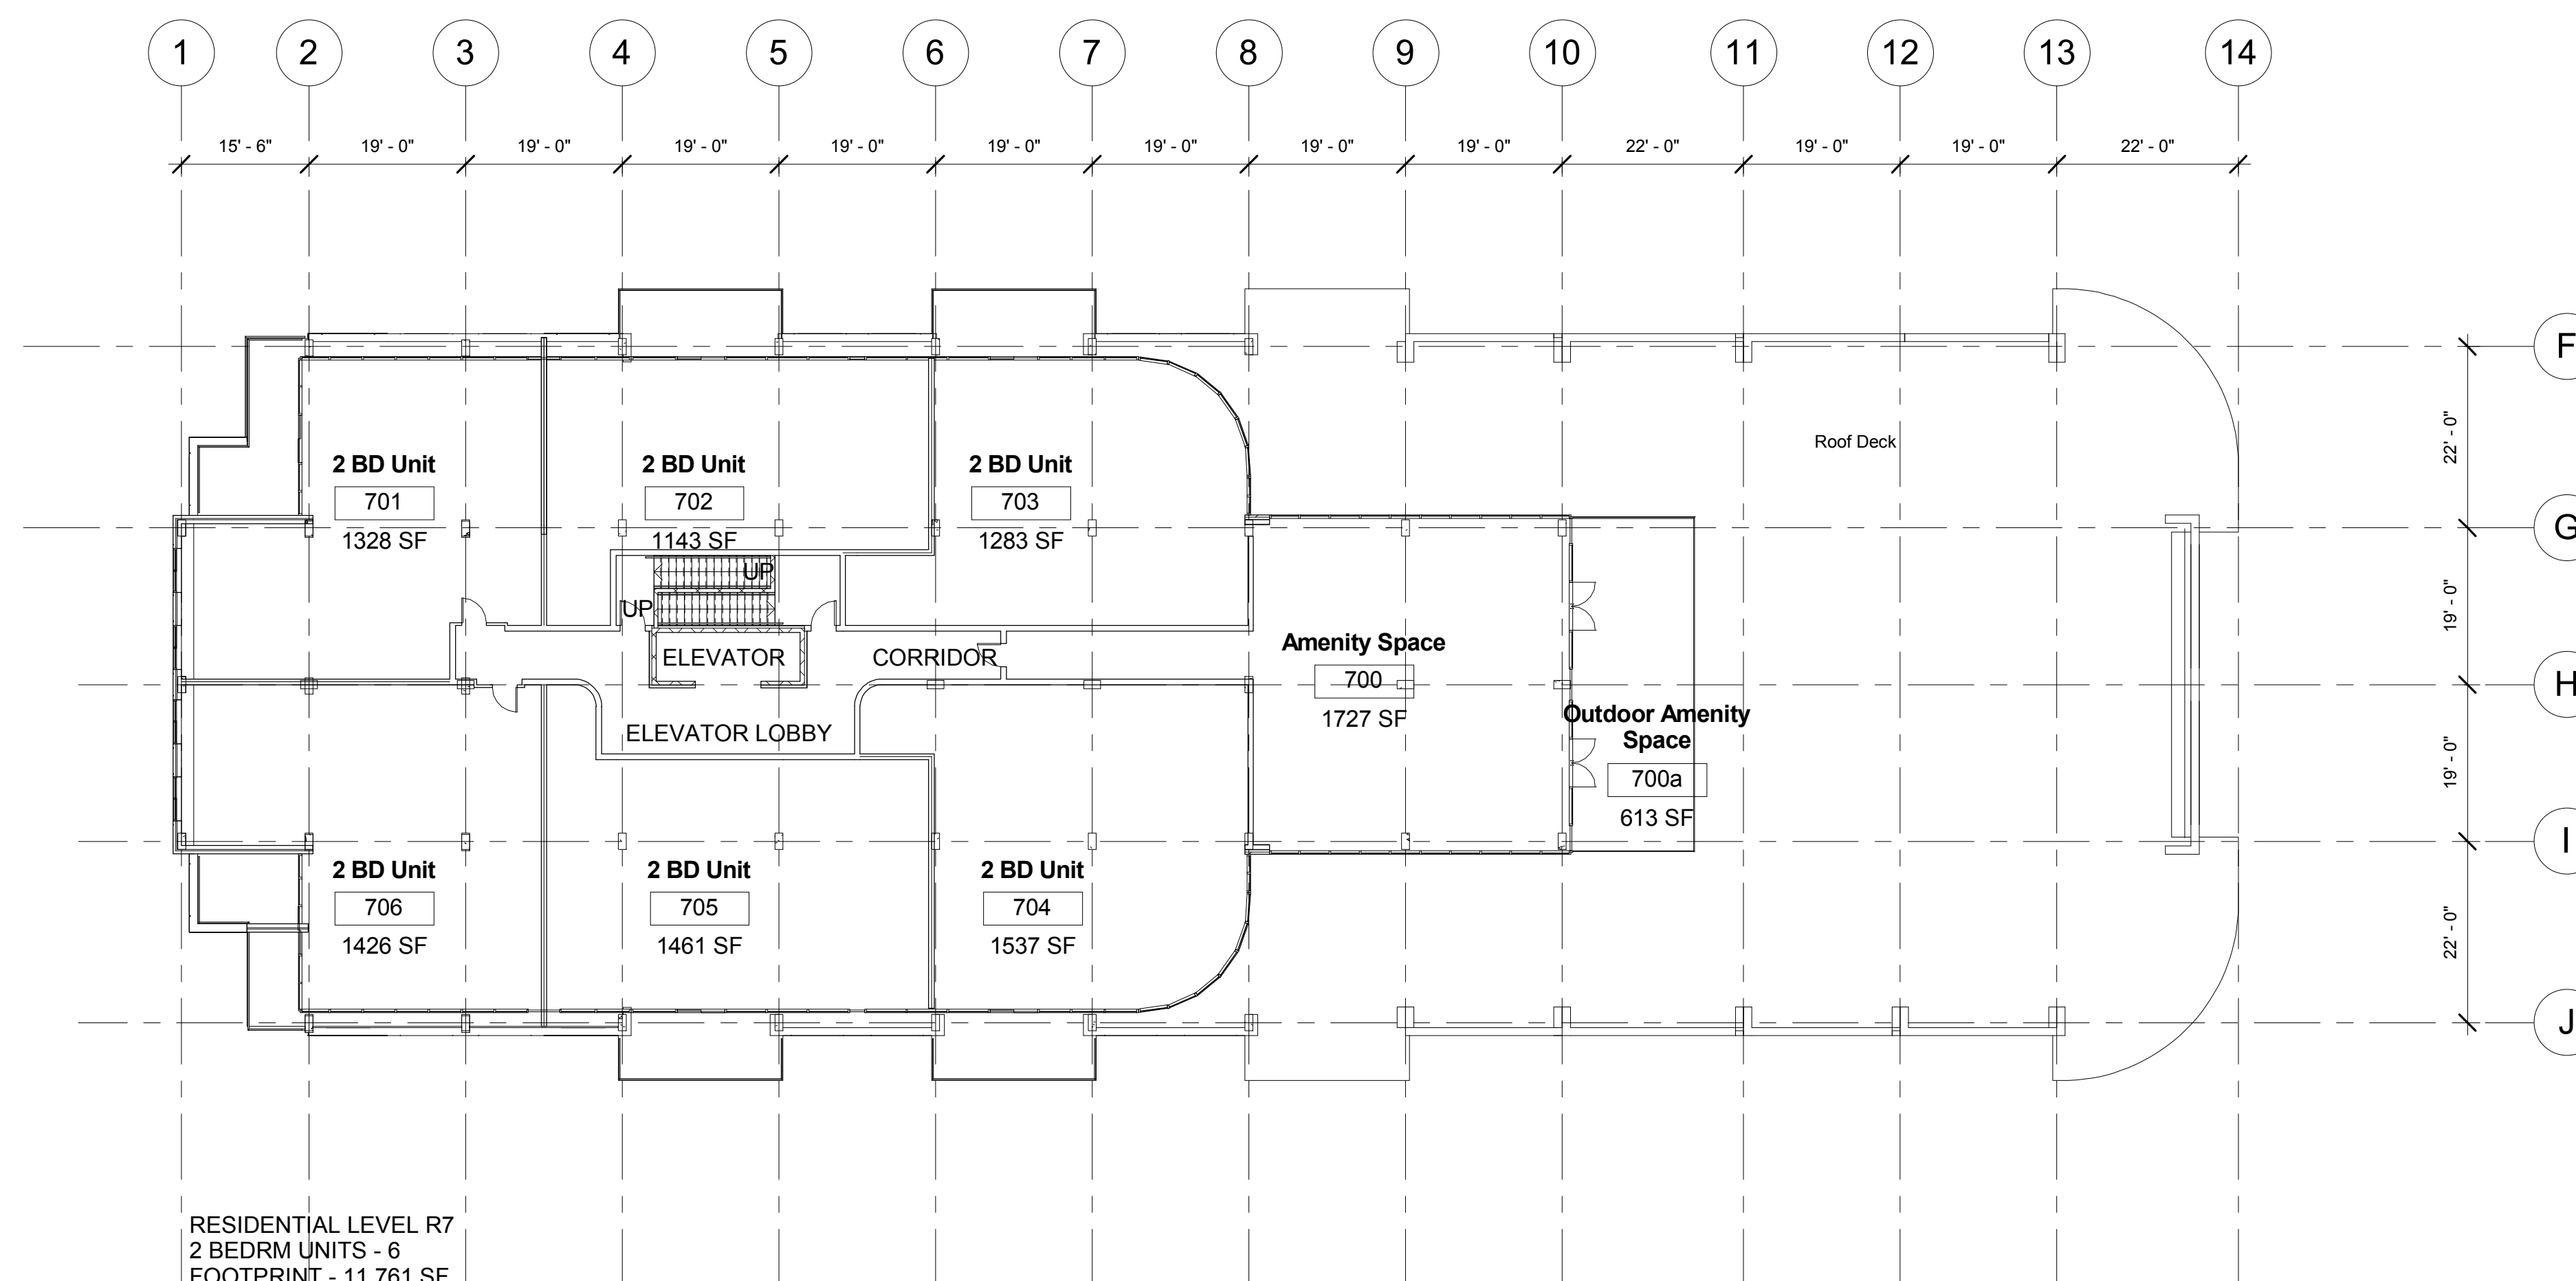 1 2 3 4 5 6 7 8 9 10 11 12 13 14
15' - 6" 19' - 0" 19' - 0" 19' - 0" 19' - 0" 19' - 0" 19' - 0" 19' - 0" 19' - 0" 22' - 0" 19' - 0" 19' - 0" 22' - 0"
F
22' - 0"
Roof Deck
2 BD Unit
701
1328 SF
2 BD Unit
702
1143 SF
2 BD Unit
703
1283 SF
G
UP
UP
19' - 0"
ELEVATOR
CORRIDOR
Amenity Space
700
1727 SF
H
ELEVATOR LOBBY
Outdoor Amenity
Space
700a
613 SF
19' - 0"
I
2 BD Unit
706
1426 SF
2 BD Unit
705
1461 SF
2 BD Unit
704
1537 SF
22' - 0"
J
RESIDENTIAL LEVEL R7
2 BEDRM UNITS - 6
FOOTPRINT - 11,761 SF